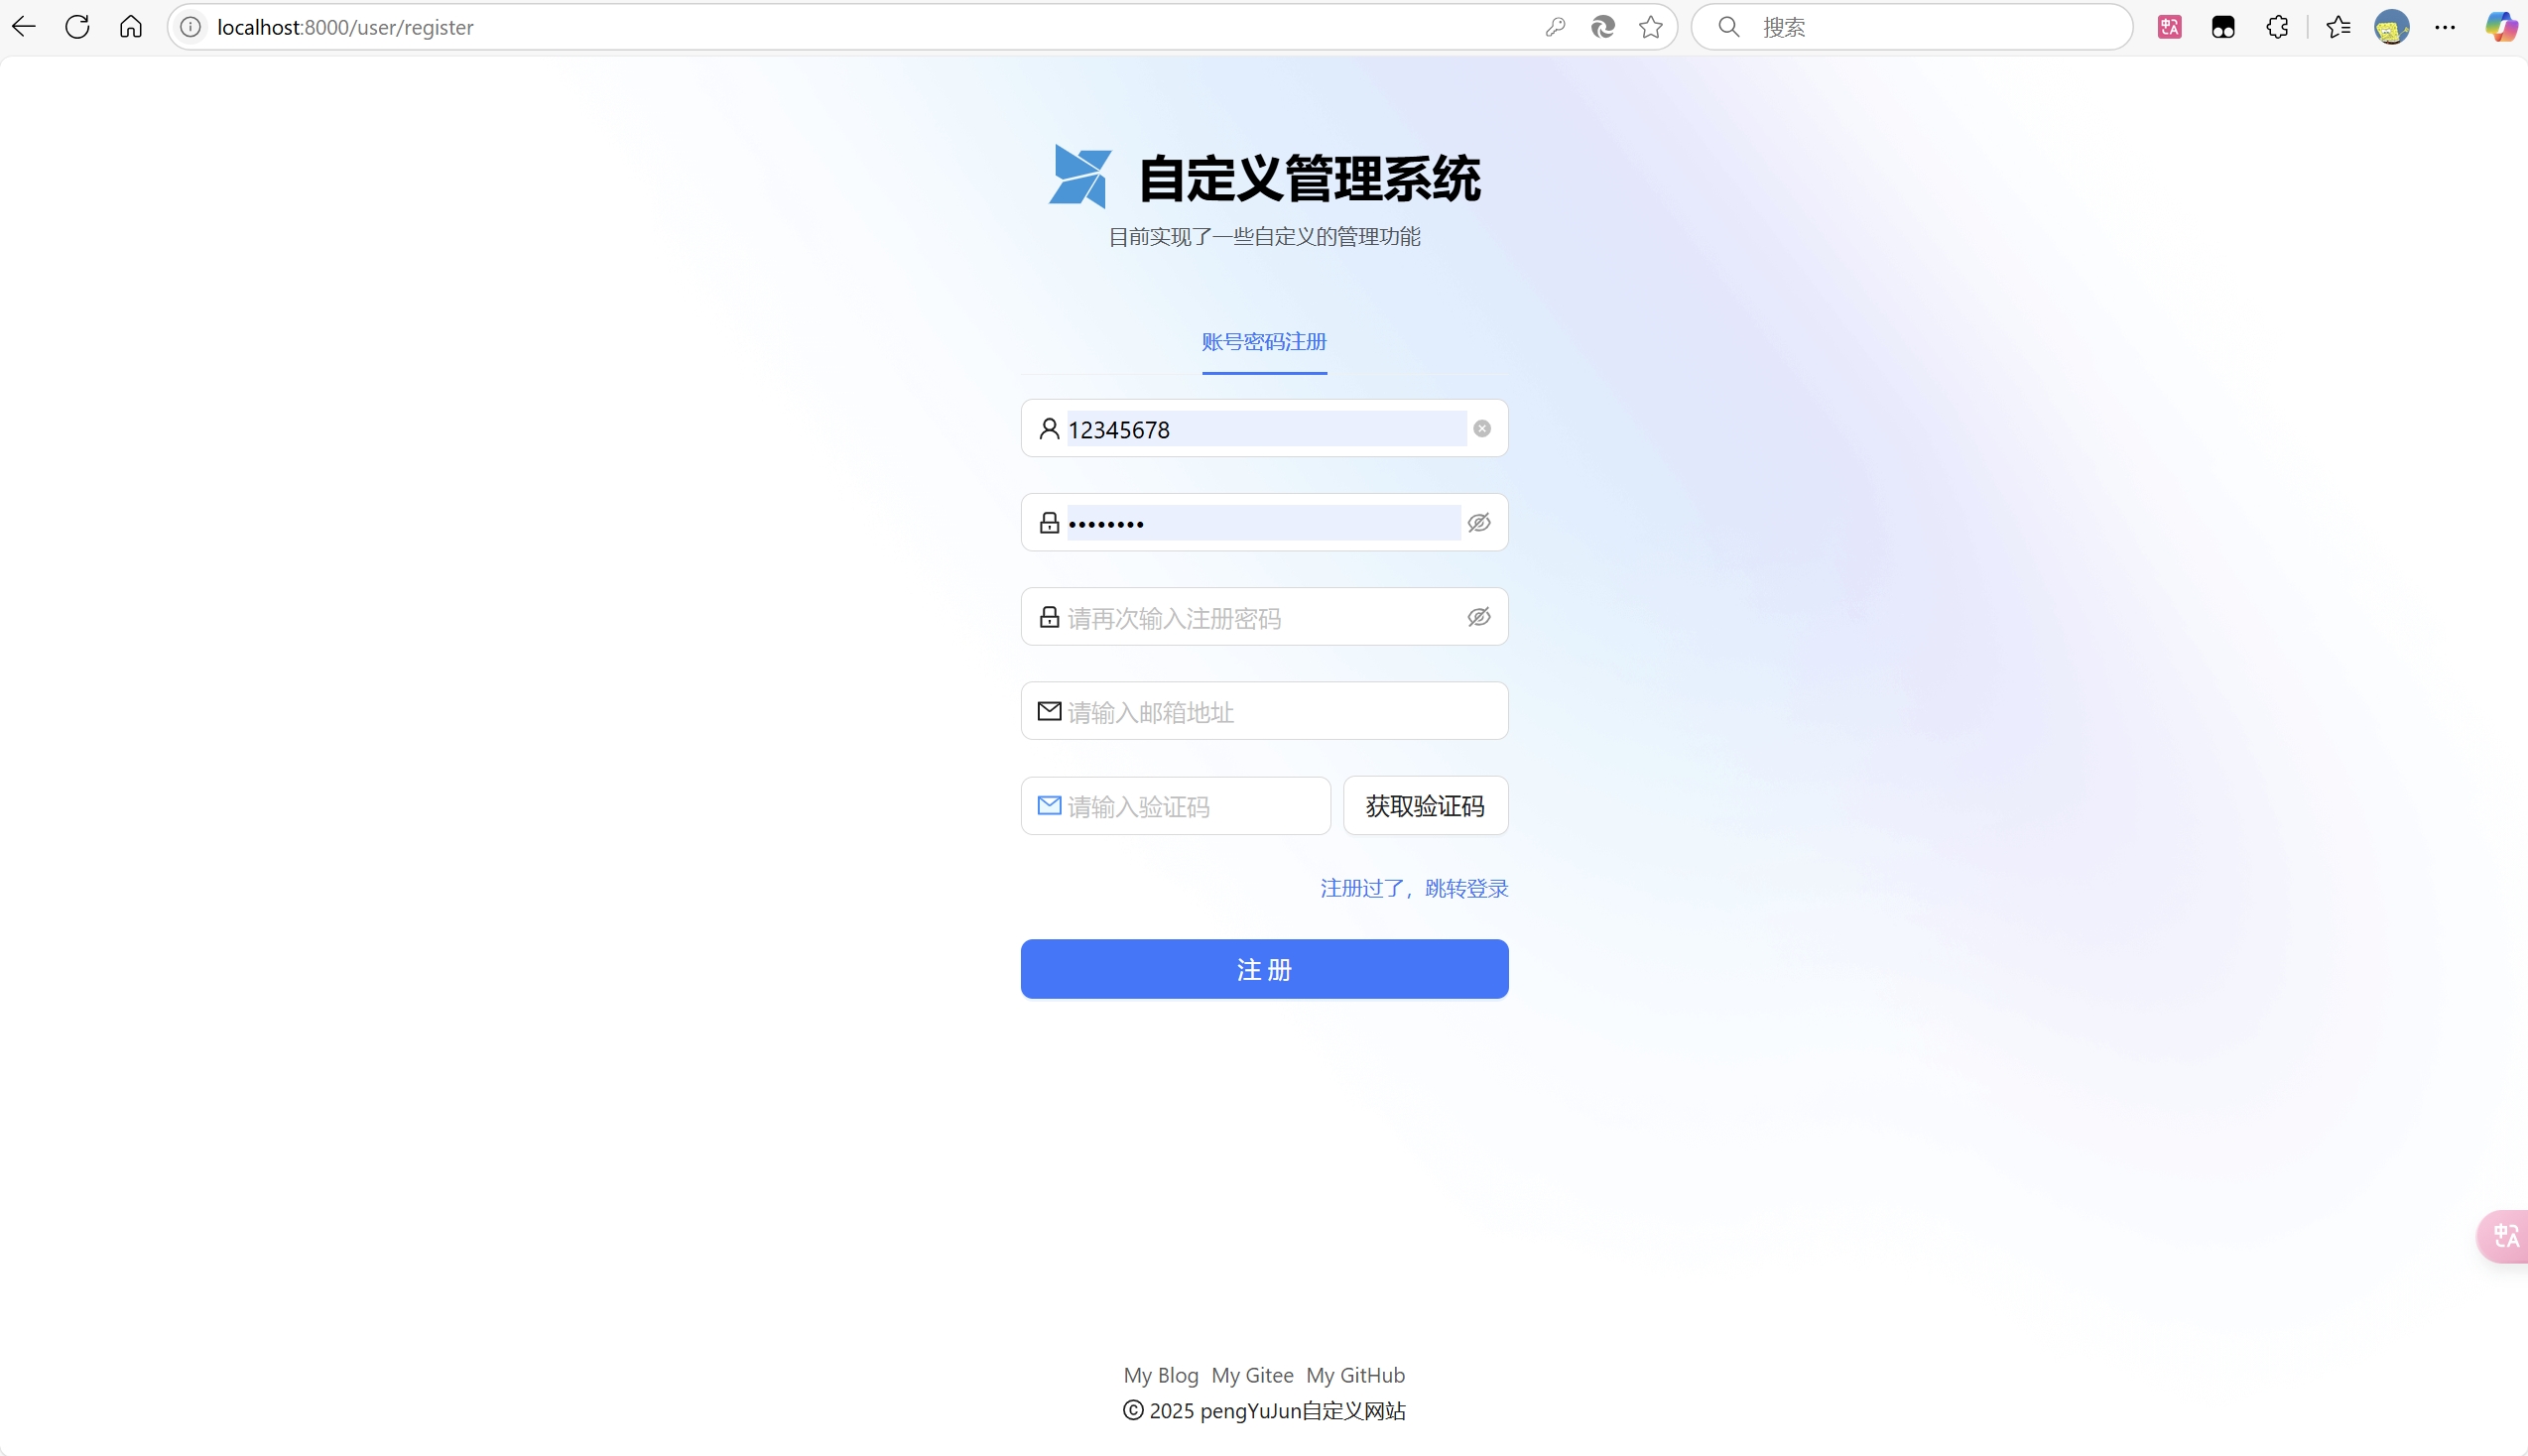 localhost:8000/user/register
搜索
自定义管理系统
目前实现了一些自定义的管理功能
账号密码注册
12345678
••••••••
请再次输入注册密码
请输入邮箱地址
请输入验证码 获取验证码
注册过了，跳转登录
注 册
My Blog My Gitee My GitHub
© 2025 pengYuJun自定义网站